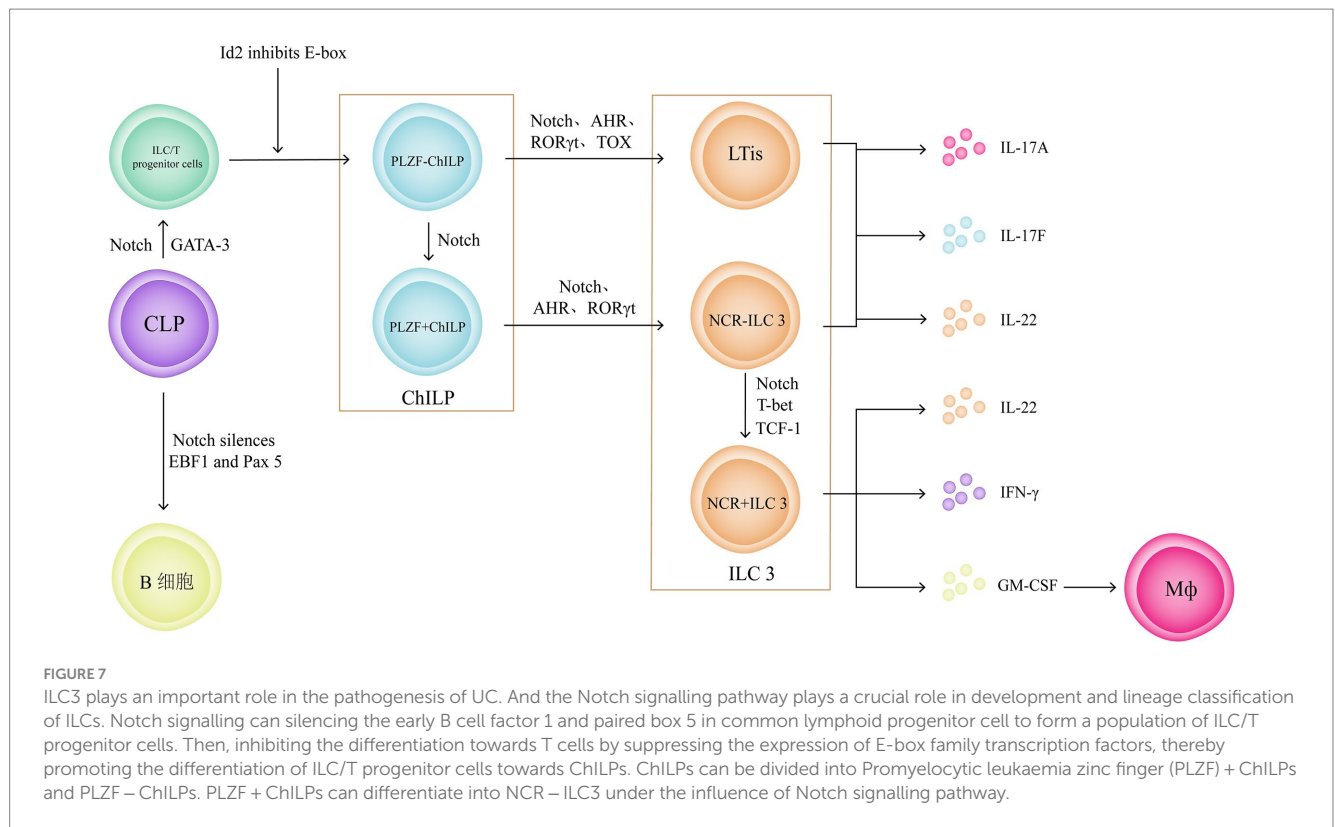 Id2 inhibits E-box
ILC/T
progenitor cells
Notch
GATA-3
CLP
Notch silences
EBF1 and Pax 5
B 细胞
PLZF-ChILP
Notch
PLZF+ChILP
ChILP
Notch、AHR、
RORγt、TOX
Notch、
AHR、RORγt
LTis
NCR-ILC 3
Notch
T-bet
TCF-1
NCR+ILC 3
ILC 3
IL-17A
IL-17F
IL-22
IL-22
IFN-γ
GM-CSF
Mф
FIGURE 7
ILC3 plays an important role in the pathogenesis of UC. And the Notch signalling pathway plays a crucial role in development and lineage classification
of ILCs. Notch signalling can silencing the early B cell factor 1 and paired box 5 in common lymphoid progenitor cell to form a population of ILC/T
progenitor cells. Then, inhibiting the differentiation towards T cells by suppressing the expression of E-box family transcription factors, thereby
promoting the differentiation of ILC/T progenitor cells towards ChILPs. ChILPs can be divided into Promyelocytic leukaemia zinc finger (PLZF) + ChILPs
and PLZF – ChILPs. PLZF + ChILPs can differentiate into NCR – ILC3 under the influence of Notch signalling pathway.